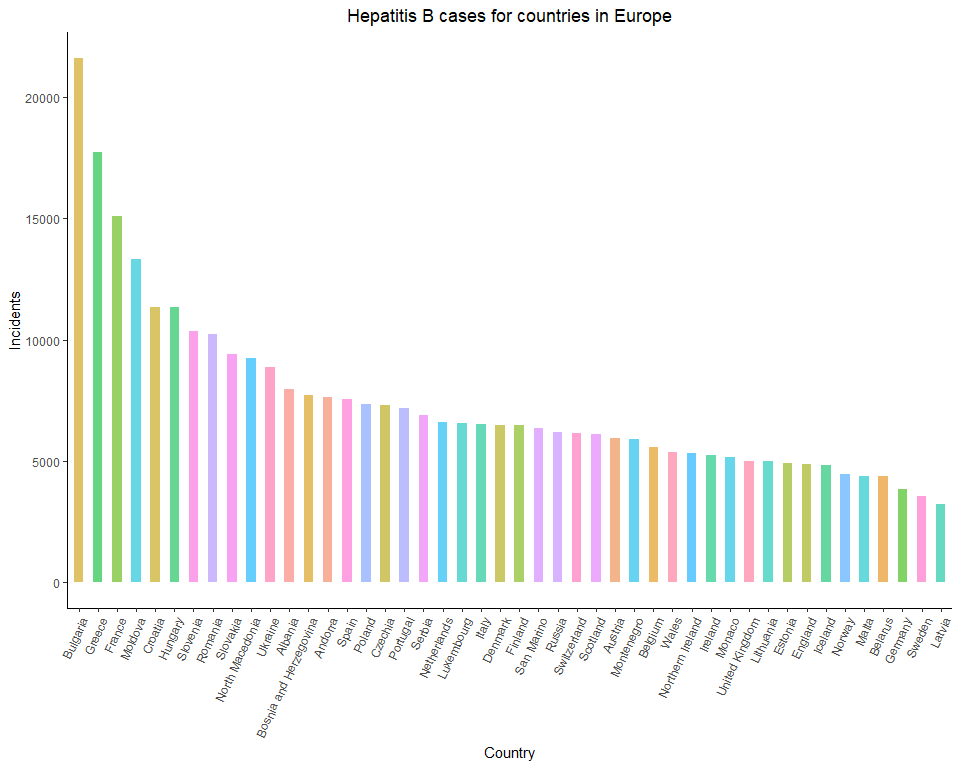 Hepatitis B cases for countries in Europe
Incidents
20000
15000
10000
5000
0
Bulgaria
Greece
France
Moldova
Croatia
Hungary
Slovenia
Romania
Slovakia
North Macedonia
Ukraine
Albania
Bosnia and Herzegovina
Andorra
Spain
Poland
Czechia
Portugal
Serbia
Netherlands
Luxembourg
Italy
Denmark
Finland
San Marino
Russia
Switzerland
Scotland
Austria
Montenegro
Belgium
Wales
Northern Ireland
Ireland
Monaco
United Kingdom
Lithuania
Estonia
England
Iceland
Norway
Malta
Belarus
Germany
Sweden
Latvia
Country